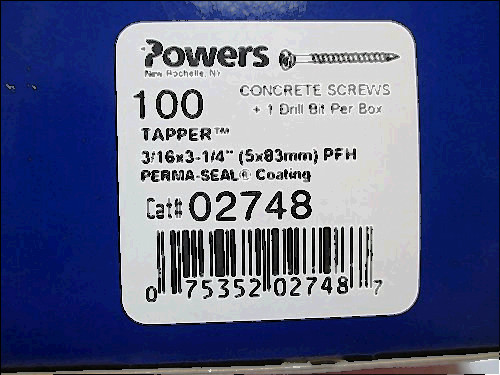 Powers
New Rochelle, NY
100
CONCRETE SCREWS
+ 1 Drill Bit Per Box
TAPPER™
3/16x3-1/4" (5x83mm) PFH
PERMA-SEAL® Coating
Cat# 02748
0 75352 02748 7